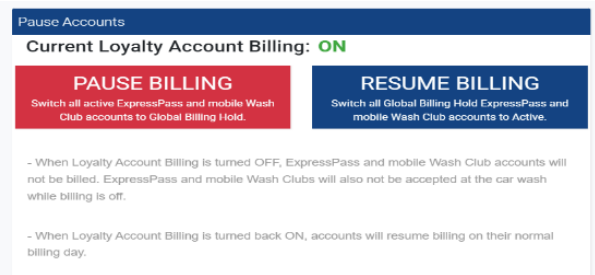 Pause Accounts
Current Loyalty Account Billing: ON
PAUSE BILLING
Switch all active ExpressPass and mobile Wash
Club accounts to Global Billing Hold.
RESUME BILLING
Switch all Global Billing Hold ExpressPass and
mobile Wash Club accounts to Active.
- When Loyalty Account Billing is turned OFF, ExpressPass and mobile Wash Club accounts will
not be billed. ExpressPass and mobile Wash Clubs will also not be accepted at the car wash
while billing is off.
- When Loyalty Account Billing is turned back ON, accounts will resume billing on their normal
billing day.